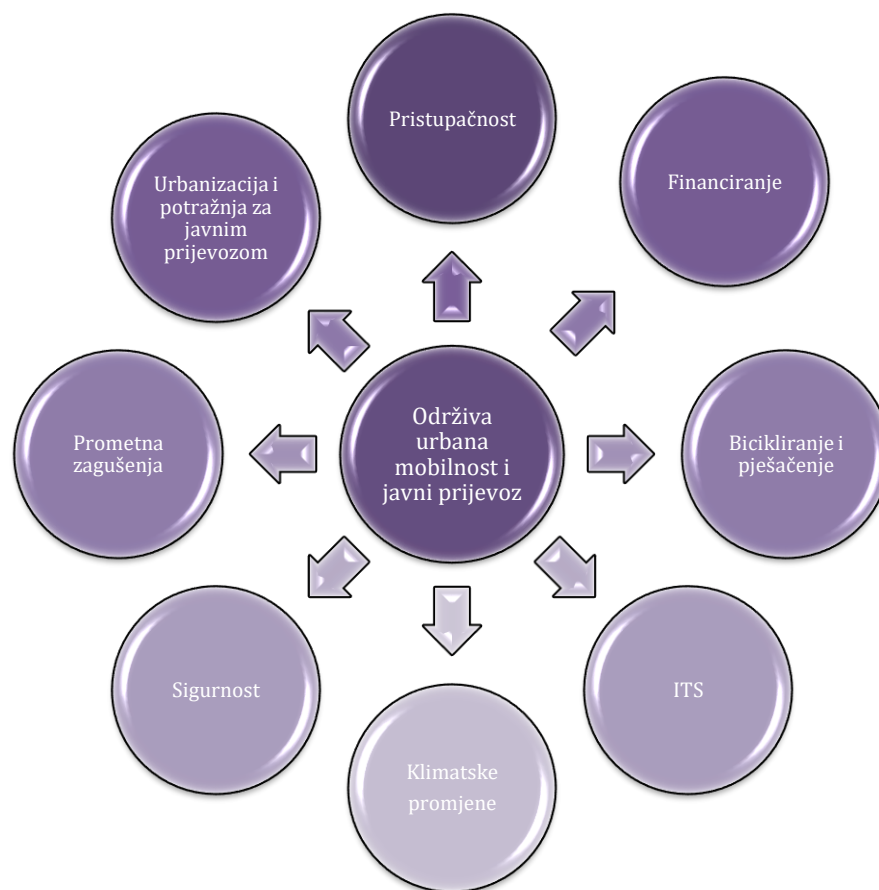 Pristupačnost
Financiranje
Urbanizacija i
potražnja za
javnim
prijevozom
Održiva
urbana
mobilnost i
javni prijevoz
Prometna
zagušenja
Bicikliranje i
pješačenje
Sigurnost
ITS
Klimatske
promjene